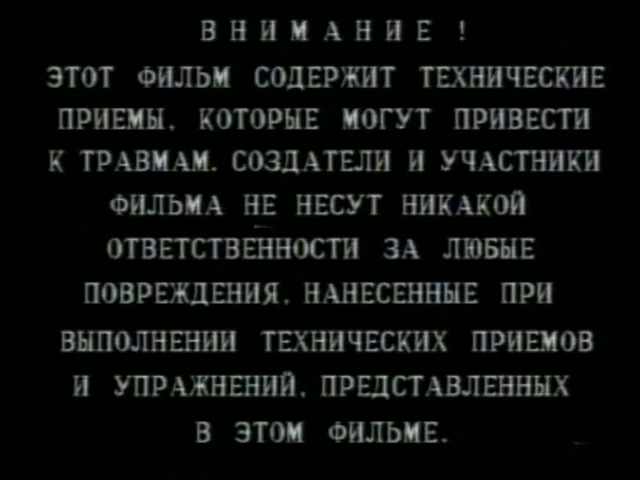 ВНИМАНИЕ!
ЭТОТ ФИЛЬМ СОДЕРЖИТ ТЕХНИЧЕСКИЕ
ПРИЕМЫ, КОТОРЫЕ МОГУТ ПРИВЕСТИ
К ТРАВМАМ. СОЗДАТЕЛИ И УЧАСТНИКИ
ФИЛЬМА НЕ НЕСУТ НИКАКОЙ
ОТВЕТСТВЕННОСТИ ЗА ЛЮБЫЕ
ПОВРЕЖДЕНИЯ, НАНЕСЕННЫЕ ПРИ
ВЫПОЛНЕНИИ ТЕХНИЧЕСКИХ ПРИЕМОВ
И УПРАЖНЕНИЙ, ПРЕДСТАВЛЕННЫХ
В ЭТОМ ФИЛЬМЕ.